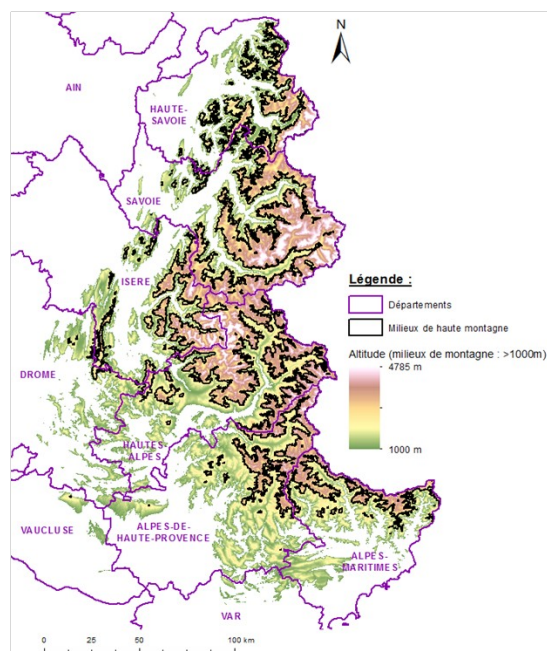 N
AIN
HAUTE-
SAVOIE
SAVOIE
ISERE
DROME
HAUTES-
ALPES
VAUCLUSE
ALPES-DE-
HAUTE-PROVENCE
ALPES-
MARITIMES
VAR
Légende :
Départements
Milieux de haute montagne
Altitude (milieux de montagne : >1000m)
4785 m
1000 m
0 25 50 100 km